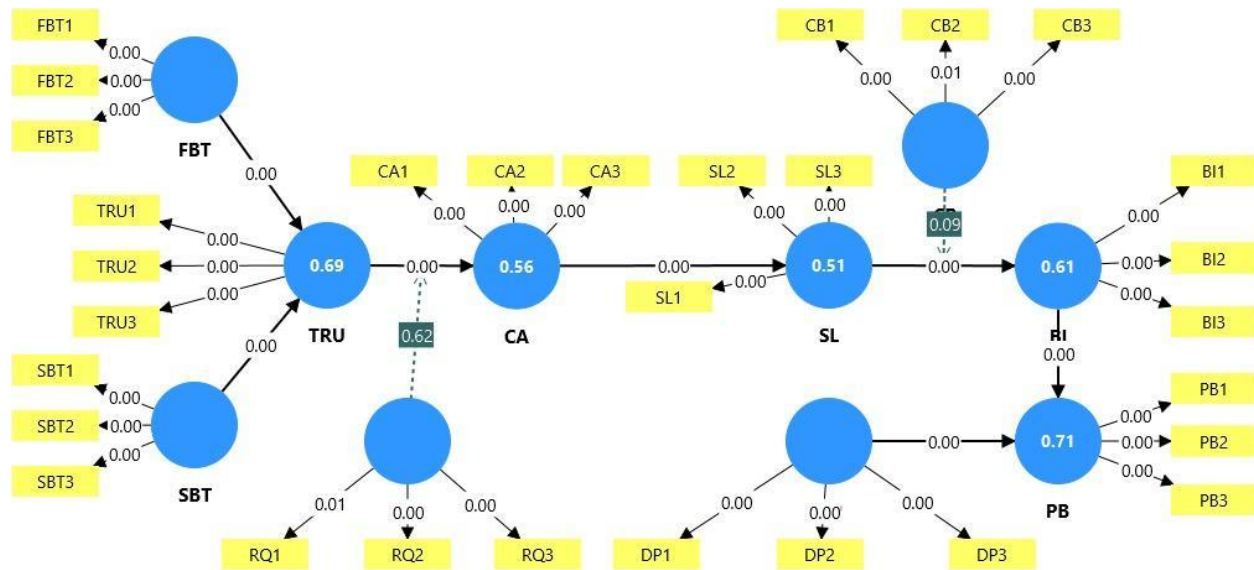 FBT1
0.00
FBT2
0.00
FBT3
0.00
FBT
0.00
CB1
CB2
CB3
0.00
0.01
0.00
TRU1
0.00
TRU2
0.00
TRU3
0.00
0.69
TRU
0.00
CA1
CA2
CA3
0.00
0.00
0.00
0.56
CA
0.00
SL2
SL3
0.00
0.00
SL1
0.00
0.51
SL
0.00
0.09
0.61
BI1
0.00
BI2
0.00
BI3
0.00
0.62
0.00
SBT1
0.00
SBT2
0.00
SBT3
0.00
SBT
0.00
RQ1
0.01
RQ2
0.00
RQ3
0.00
DP1
0.00
DP2
0.00
DP3
0.00
0.00
0.71
PB
PB1
0.00
PB2
0.00
PB3
0.00